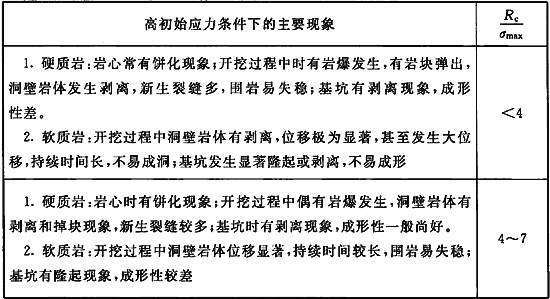 高初始应力条件下的主要现象
R_c
σ_max
1. 硬质岩:岩心常有饼化现象;开挖过程中时有岩爆发生,有岩块弹出,
洞壁岩体发生剥离,新生裂缝多,围岩易失稳;基坑有剥离现象,成形
性差。
2. 软质岩:开挖过程中洞壁岩体有剥离,位移极为显著,甚至发生大位
移,持续时间长,不易成洞;基坑发生显著隆起或剥离,不易成形
<4
1. 硬质岩:岩心时有饼化现象;开挖过程中偶有岩爆发生,洞壁岩体有
剥离和掉块现象,新生裂缝较多;基坑时有剥离现象,成形性一般尚好。
2. 软质岩:开挖过程中洞壁岩体位移显著,持续时间较长,围岩易失稳;
基坑有隆起现象,成形性较差
4～7